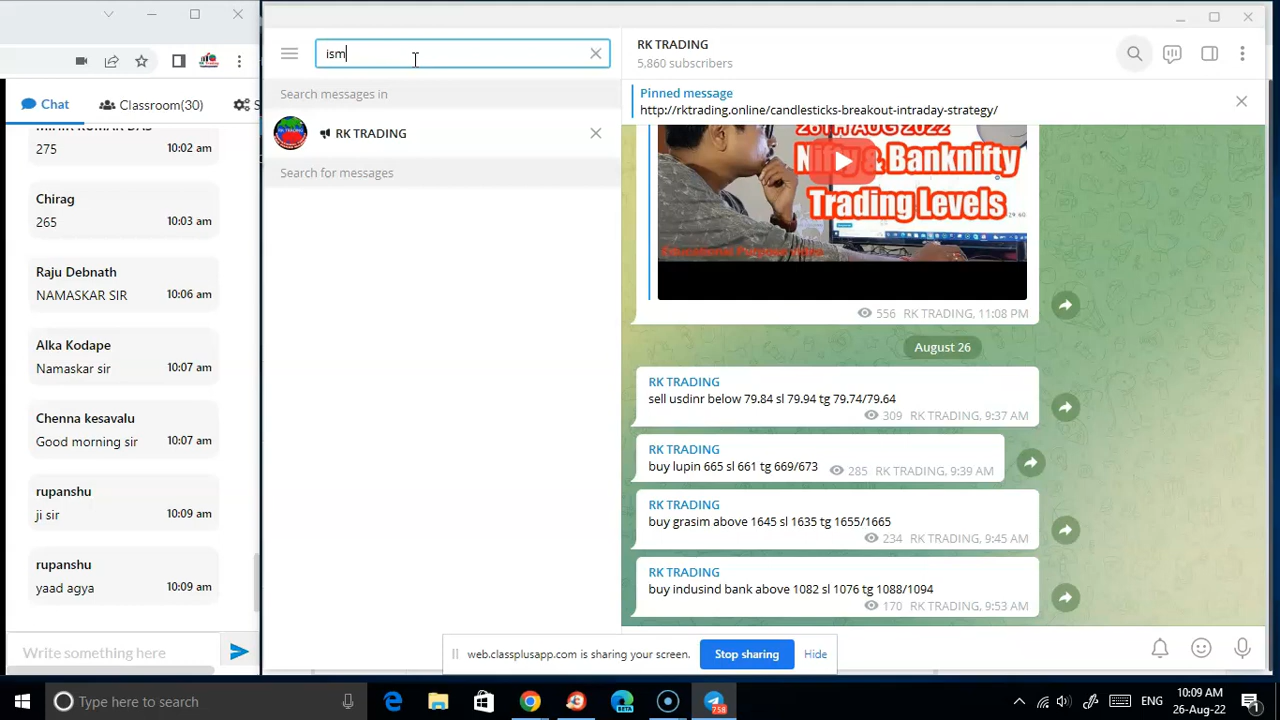 ism
RK TRADING
5,860 subscribers
Chat
Classroom(30)
S
Search messages in
RK TRADING
Search for messages
Pinned message
http://rktrading.online/candlesticks-breakout-intraday-strategy/
275
10:02 am
Chirag
265
10:03 am
Raju Debnath
NAMASKAR SIR
10:06 am
Alka Kodape
Namaskar sir
10:07 am
Chenna kesavalu
Good morning sir
10:07 am
rupanshu
ji sir
10:09 am
rupanshu
yaad agya
10:09 am
Write something here
26TH AUG 2022
Nifty & Banknifty
Trading Levels
556 RK TRADING, 11:08 PM
August 26
RK TRADING
sell usdinr below 79.84 sl 79.94 tg 79.74/79.64
309 RK TRADING, 9:37 AM
RK TRADING
buy lupin 665 sl 661 tg 669/673
285 RK TRADING, 9:39 AM
RK TRADING
buy grasim above 1645 sl 1635 tg 1655/1665
234 RK TRADING, 9:45 AM
RK TRADING
buy indusind bank above 1082 sl 1076 tg 1088/1094
170 RK TRADING, 9:53 AM
web.classplusapp.com is sharing your screen.
Stop sharing
Hide
Type here to search
258
ENG
10:09 AM
26-Aug-22
1